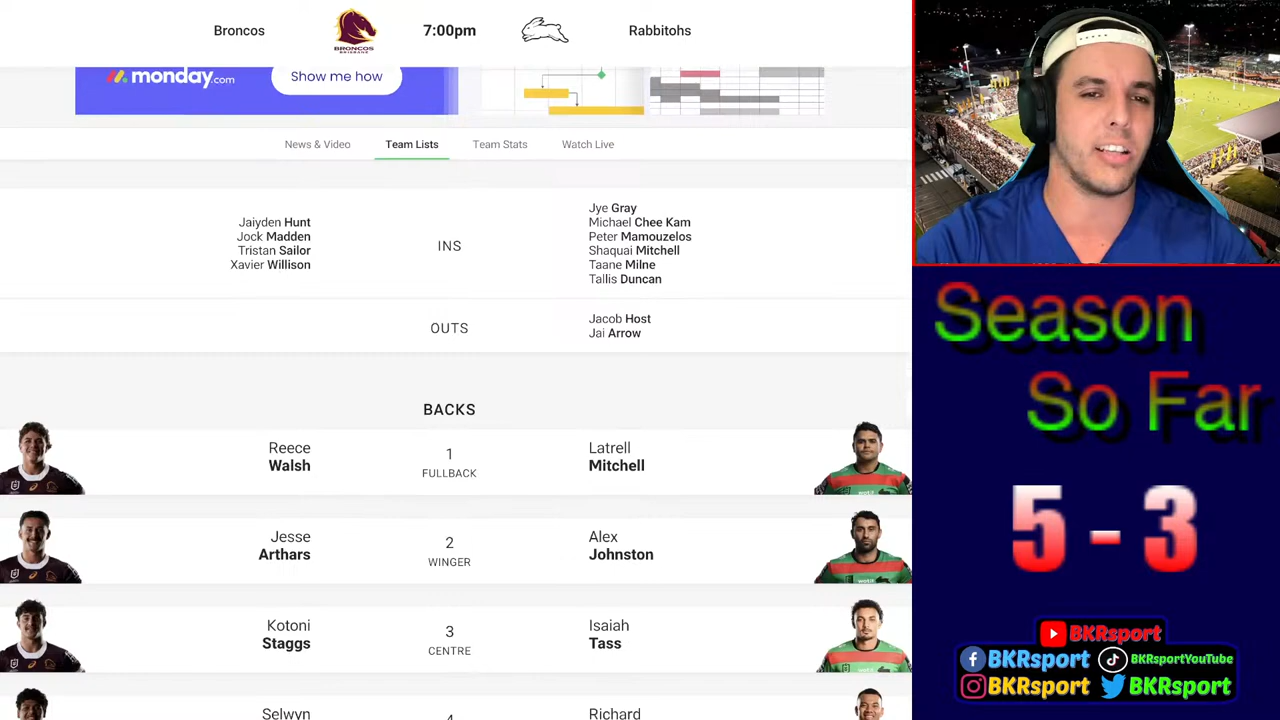 Broncos
BRONCOS
BRISBANE
7:00pm
Rabbitohs
monday.com
Show me how
News & Video
Team Lists
Team Stats
Watch Live
Jaiyden Hunt
Jock Madden
Tristan Sailor
Xavier Willison
INS
Jye Gray
Michael Chee Kam
Peter Mamouzelos
Shaquai Mitchell
Taane Milne
Tallis Duncan
OUTS
Jacob Host
Jai Arrow
BACKS
Reece
Walsh
1
FULLBACK
Latrell
Mitchell
Jesse
Arthars
2
WINGER
Alex
Johnston
Kotoni
Staggs
3
CENTRE
Isaiah
Tass
Selwyn
4
Richard
Season
So Far
5 - 3
BKRsport
BKRsport
BKRsportYouTube
BKRsport
BKRsport